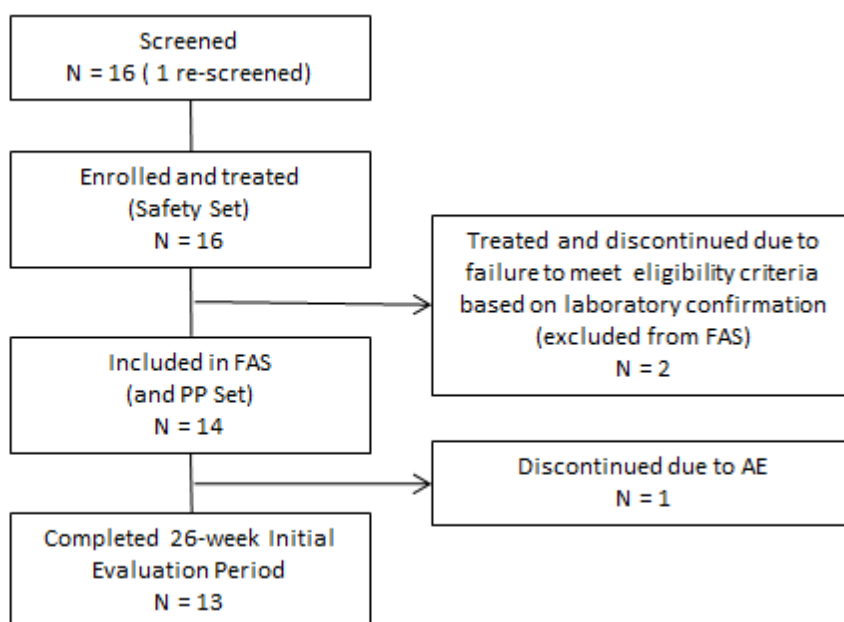 Screened
N = 16 ( 1 re-screened)
Enrolled and treated
(Safety Set)
N = 16
Treated and discontinued due to
failure to meet eligibility criteria
based on laboratory confirmation
(excluded from FAS)
N = 2
Included in FAS
(and PP Set)
N = 14
Discontinued due to AE
N = 1
Completed 26-week Initial
Evaluation Period
N = 13